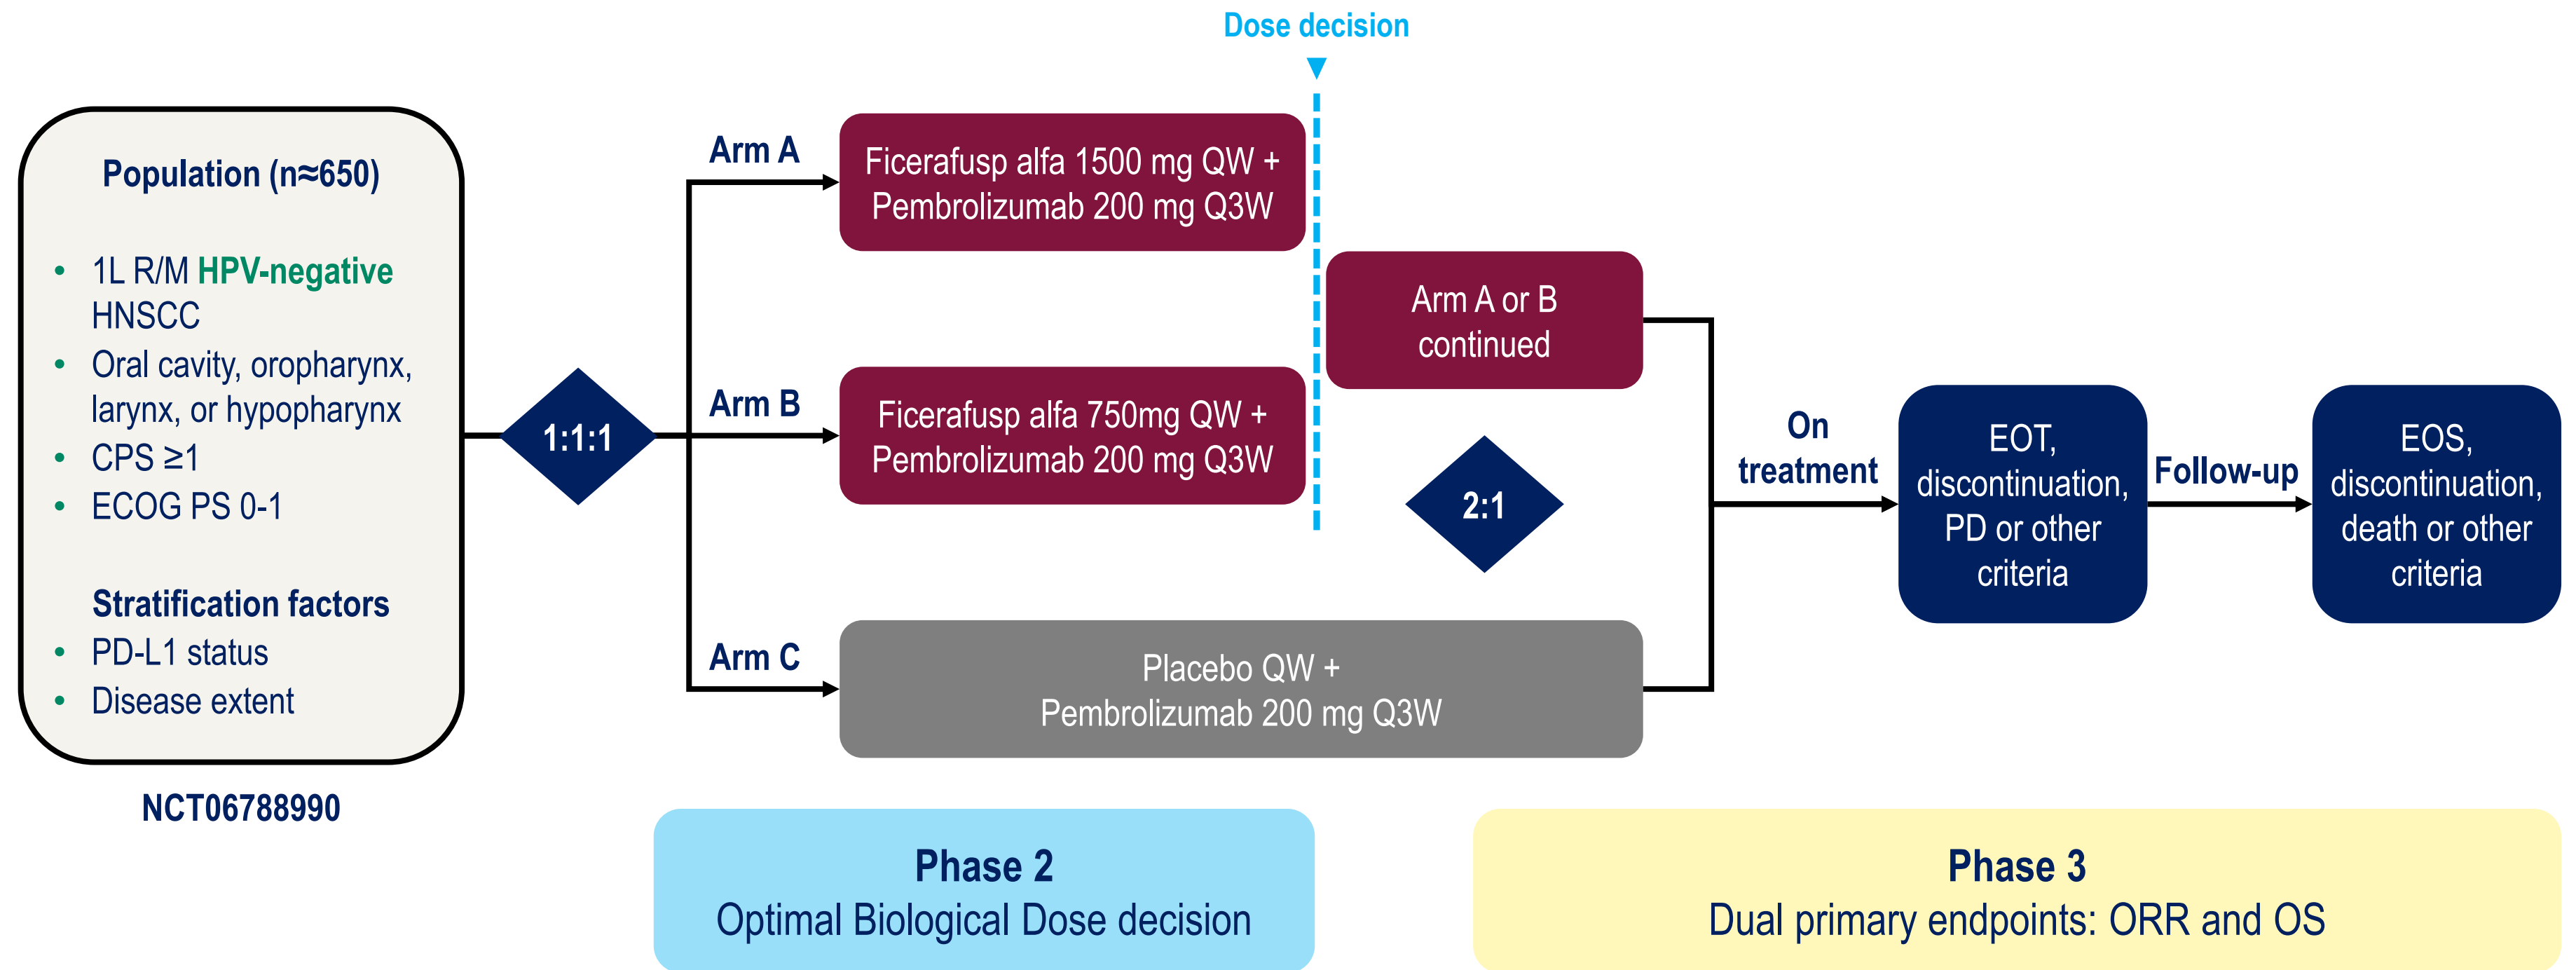 Dose decision
Population (n≈650)
• 1L R/M HPV-negative
HNSCC
• Oral cavity, oropharynx,
larynx, or hypopharynx
• CPS ≥1
• ECOG PS 0-1
Stratification factors
• PD-L1 status
• Disease extent
NCT06788990
1:1:1
Arm A
Ficerafusp alfa 1500 mg QW +
Pembrolizumab 200 mg Q3W
Arm B
Ficerafusp alfa 750mg QW +
Pembrolizumab 200 mg Q3W
Arm C
Placebo QW +
Pembrolizumab 200 mg Q3W
Arm A or B
continued
2:1
On
treatment
EOT,
discontinuation,
PD or other
criteria
Follow-up
EOS,
discontinuation,
death or other
criteria
Phase 2
Optimal Biological Dose decision
Phase 3
Dual primary endpoints: ORR and OS